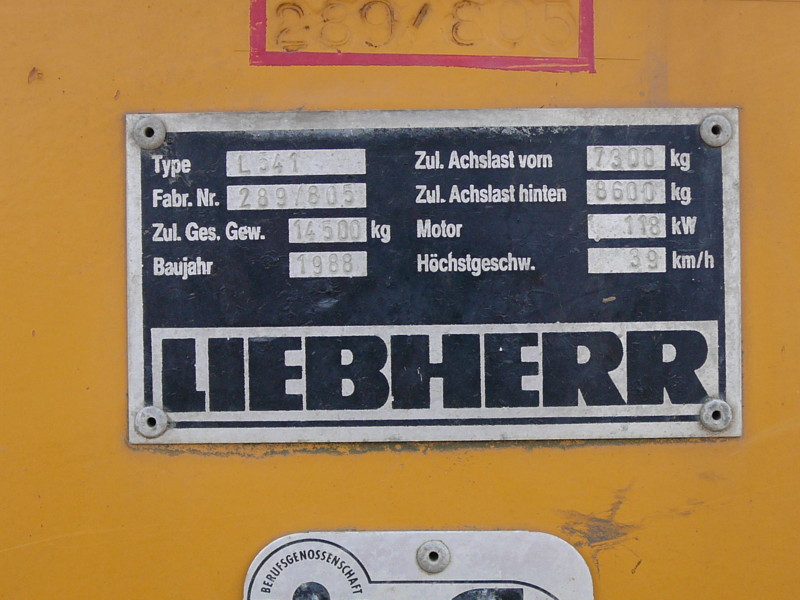 289/805
Type L541 Zul. Achslast vorn 7300 kg
Fabr. Nr. 289/805 Zul. Achslast hinten 8600 kg
Zul. Ges. Gew. 14500 kg Motor 118 kW
Baujahr 1988 Höchstgeschw. 39 km/h
LIEBHERR
BERUFSGENOSSENSCHAFT